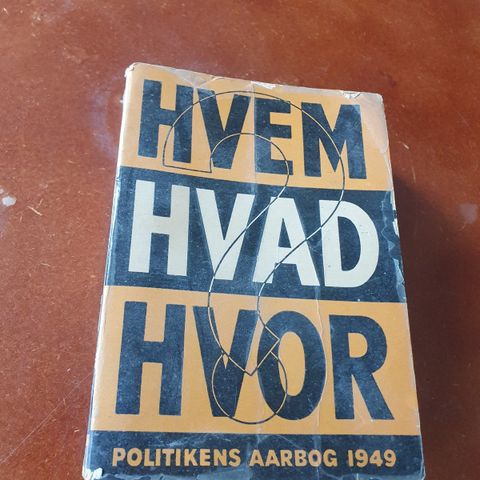 HVEM
HVAD
HVOR
POLITIKENS AARBOG 1949